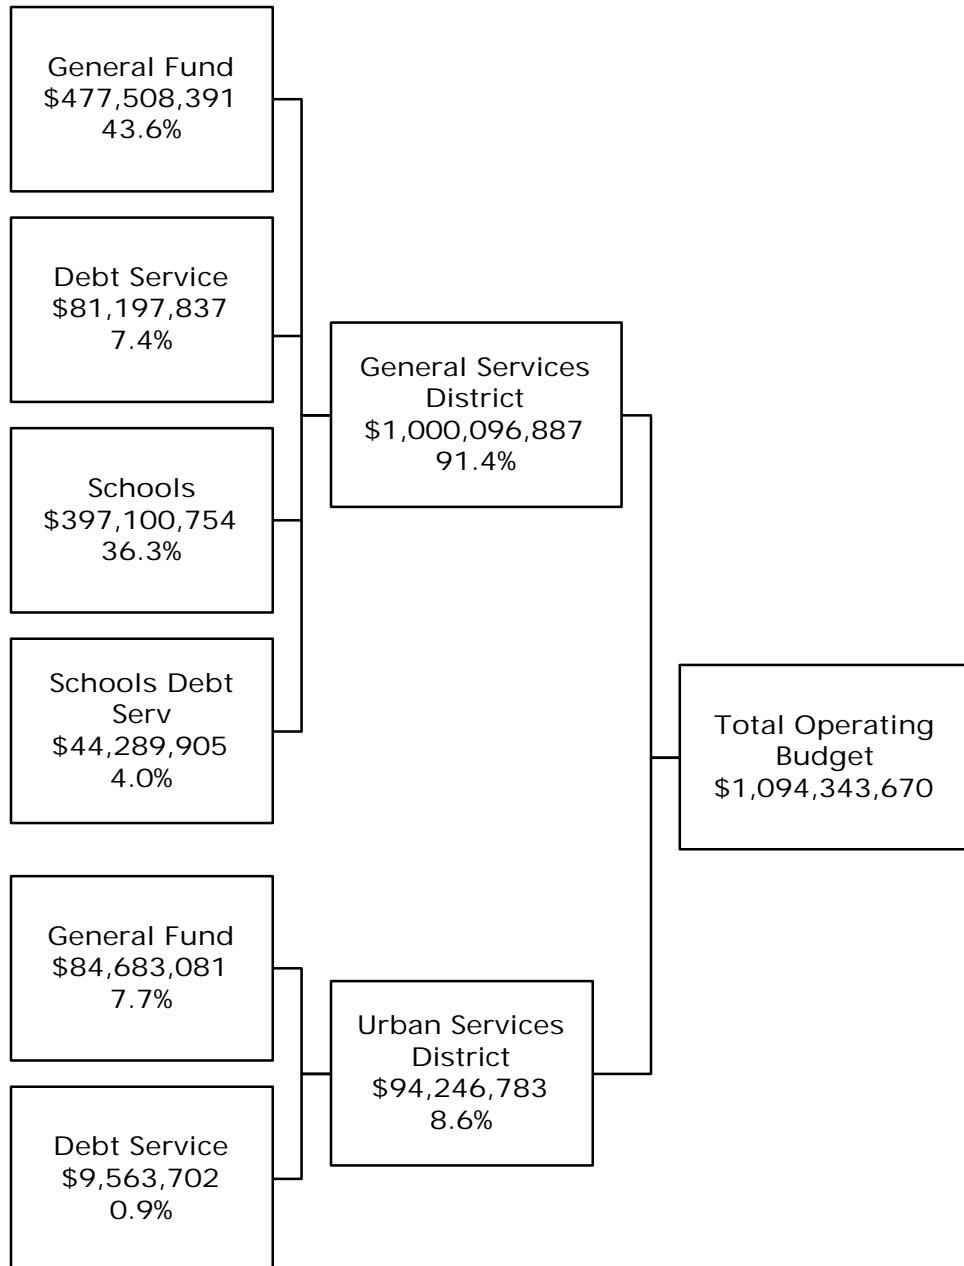 General Fund
$477,508,391
43.6%
Debt Service
$81,197,837
7.4%
Schools
$397,100,754
36.3%
Schools Debt
Serv
$44,289,905
4.0%
General Services
District
$1,000,096,887
91.4%
General Fund
$84,683,081
7.7%
Debt Service
$9,563,702
0.9%
Urban Services
District
$94,246,783
8.6%
Total Operating
Budget
$1,094,343,670